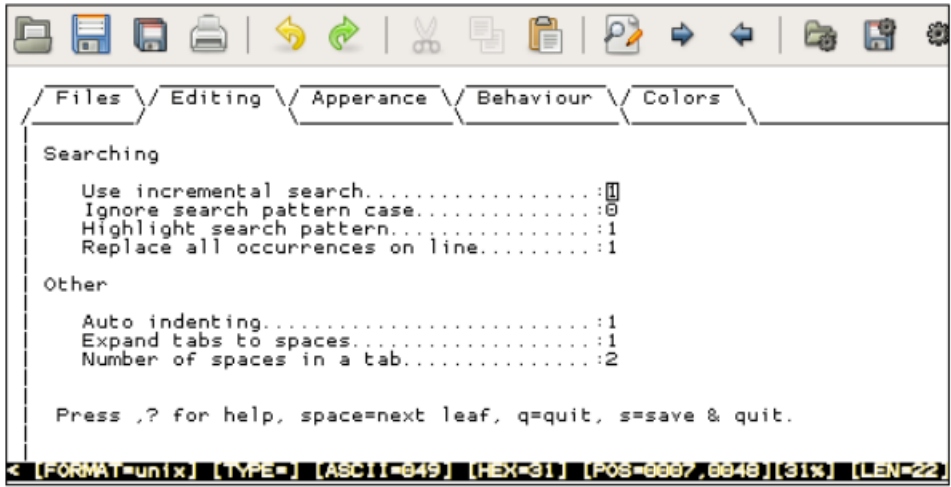 / Files \/ Editing \/ Apperance \/ Behaviour \/ Colors \
Searching
Use incremental search..................:1
Ignore search pattern case..............:0
Highlight search pattern................:1
Replace all occurrences on line.........:1
Other
Auto indenting..........................:1
Expand tabs to spaces...................:1
Number of spaces in a tab...............:2
Press ,? for help, space=next leaf, q=quit, s=save & quit.
< [FORMAT=unix] [TYPE=] [ASCII=049] [HEX=31] [POS=0007,0048][31%] [LEN=22]